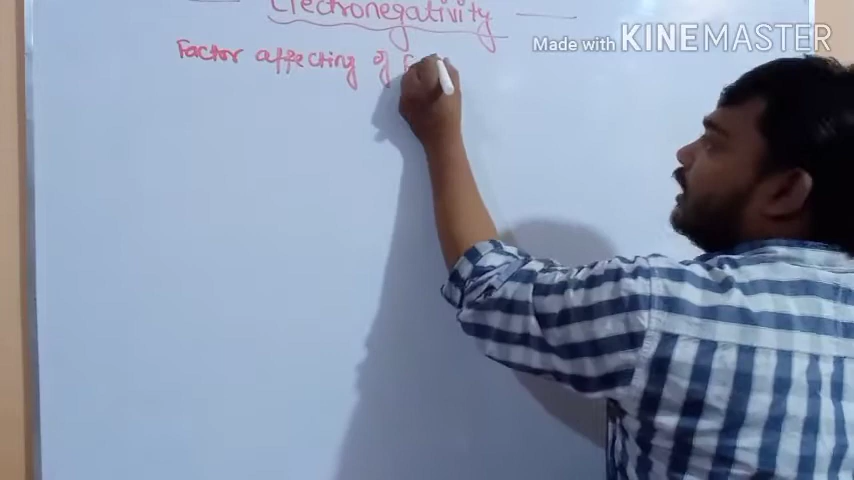 Electronegativity
Made with KINEMASTER
Factor affecting of E